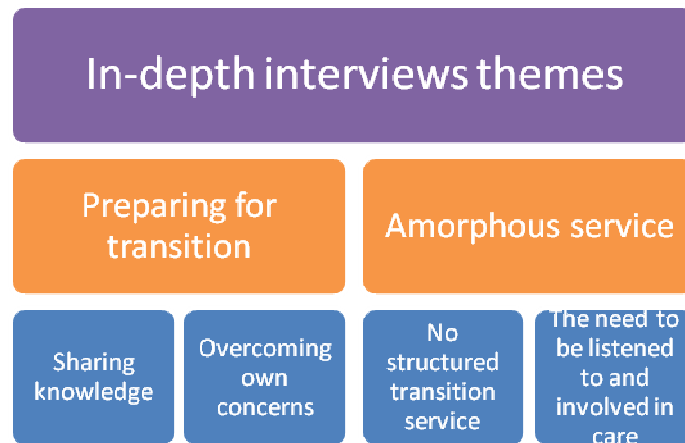 In-depth interviews themes
Preparing for
transition
Amorphous service
Sharing
knowledge
Overcoming
own
concerns
No
structured
transition
service
The need to
be listened
to and
involved in
care